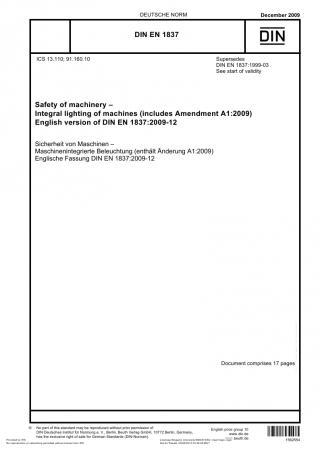 DEUTSCHE NORM
December 2009
DIN EN 1837
DIN
ICS 13.110; 91.160.10
Supersedes
DIN EN 1837:1999-03
See start of validity
Safety of machinery –
Integral lighting of machines (includes Amendment A1:2009)
English version of DIN EN 1837:2009-12
Sicherheit von Maschinen –
Maschinenintegrierte Beleuchtung (enthält Änderung A1:2009)
Englische Fassung DIN EN 1837:2009-12
Document comprises 17 pages
© No part of this standard may be reproduced without prior permission of
DIN Deutsches Institut für Normung e. V., Berlin. Beuth Verlag GmbH, 10772 Berlin, Germany,
has the exclusive right of sale for German Standards (DIN-Normen).
English price group 10
www.din.de
beuth.de